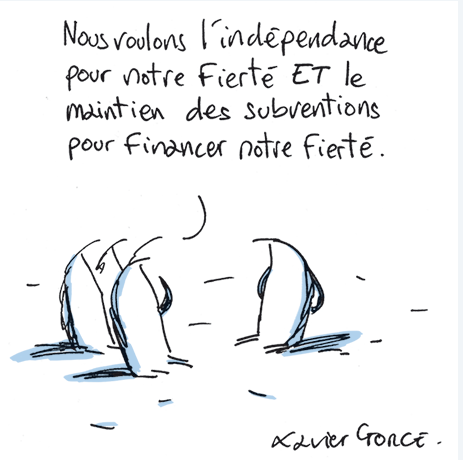 Nous voulons l'indépendance
pour notre fierté ET le
maintien des subventions
pour financer notre fierté.
Xavier GORCE.